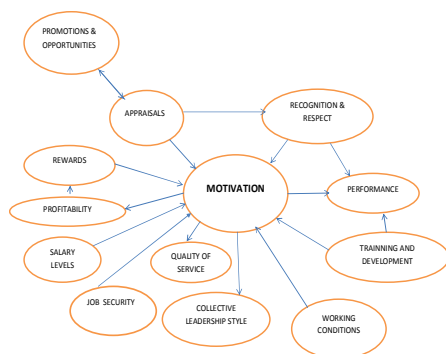 PROMOTIONS &
OPPORTUNITIES
APPRAISALS
RECOGNITION &
RESPECT
REWARDS
MOTIVATION
PERFORMANCE
PROFITABILITY
SALARY
LEVELS
QUALITY OF
SERVICE
TRAINNING AND
DEVELOPMENT
JOB SECURITY
COLLECTIVE
LEADERSHIP STYLE
WORKING
CONDITIONS